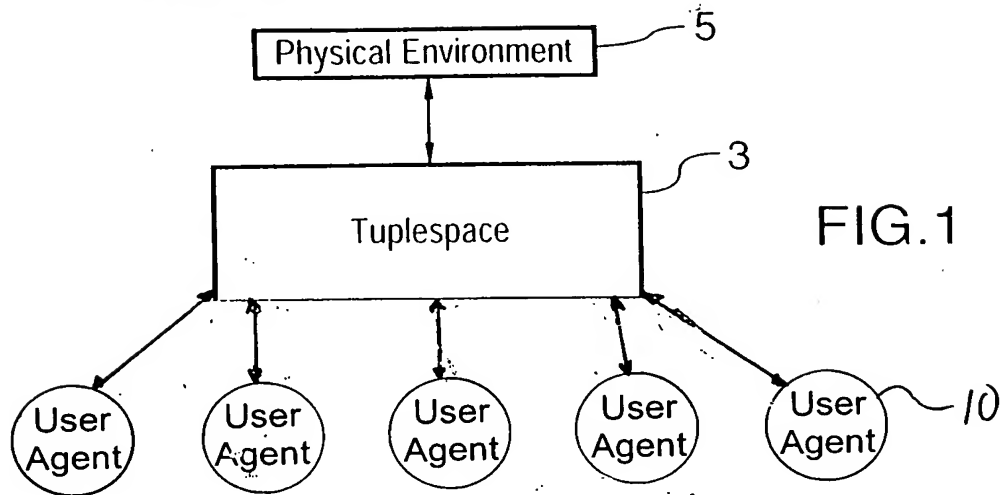 Physical Environment
5
Tuplespace
3
FIG.1
User Agent
User Agent
User Agent
User Agent
User Agent
10